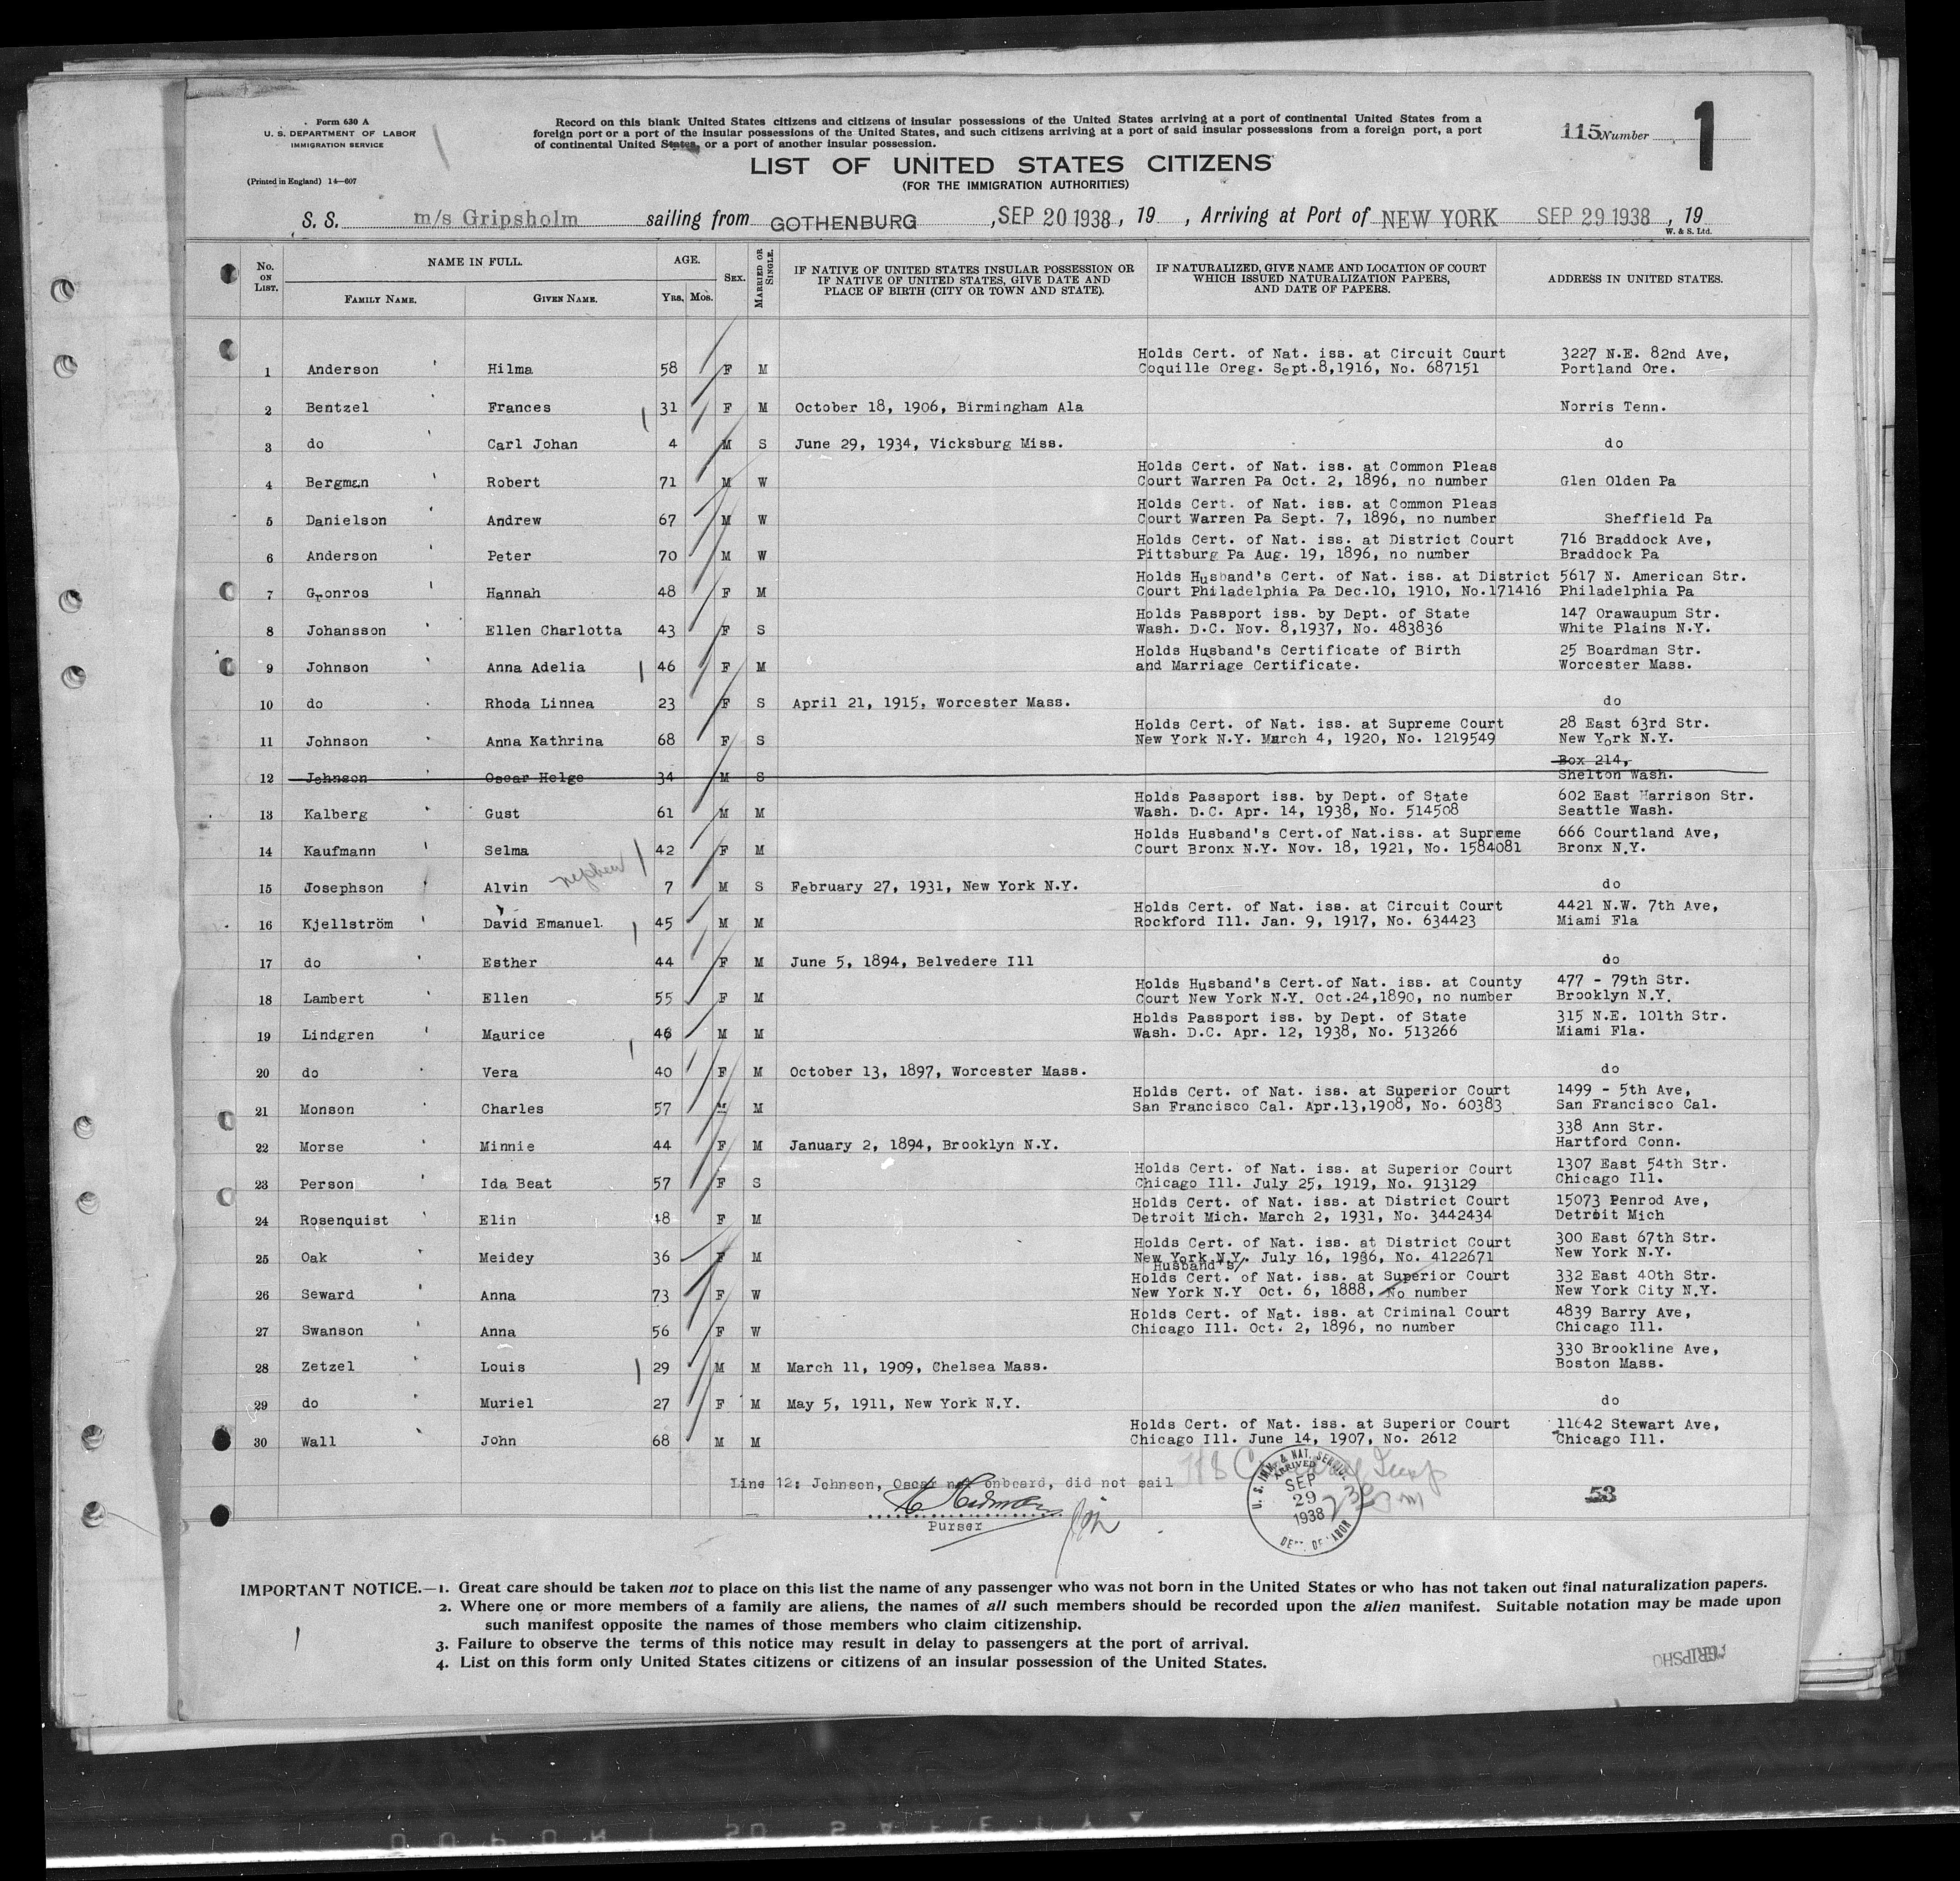 Form 630 A
U. S. DEPARTMENT OF LABOR
IMMIGRATION SERVICE
(Printed in England) 14—607
Record on this blank United States citizens and citizens of insular possessions of the United States arriving at a port of continental United States from a
foreign port or a port of the insular possessions of the United States, and such citizens arriving at a port of said insular possessions from a foreign port, a port
of continental United States, or a port of another insular possession.
115 Number 1
LIST OF UNITED STATES CITIZENS
(FOR THE IMMIGRATION AUTHORITIES)
S. S. m/s Gripsholm sailing from GOTHENBURG, SEP 20 1938, 19 , Arriving at Port of NEW YORK SEP 29 1938, 19
W. & S. Ltd.
No. ON LIST. NAME IN FULL. FAMILY NAME. GIVEN NAME. AGE. YRS. MOS. SEX. MARRIED OR SINGLE. IF NATIVE OF UNITED STATES INSULAR POSSESSION OR IF NATIVE OF UNITED STATES, GIVE DATE AND PLACE OF BIRTH (CITY OR TOWN AND STATE). IF NATURALIZED, GIVE NAME AND LOCATION OF COURT WHICH ISSUED NATURALIZATION PAPERS, AND DATE OF PAPERS. ADDRESS IN UNITED STATES.
Holds Cert. of Nat. iss. at Circuit Court 3227 N.E. 82nd Ave,
1 Anderson Hilma 58 F M Coquille Oreg. Sept.8,1916, No. 687151 Portland Ore.
2 Bentzel Frances 31 F M October 18, 1906, Birmingham Ala Norris Tenn.
3 do Carl Johan 4 M S June 29, 1934, Vicksburg Miss. do
Holds Cert. of Nat. iss. at Common Pleas
4 Bergman Robert 71 M W Court Warren Pa Oct. 2, 1896, no number Glen Olden Pa
Holds Cert. of Nat. iss. at Common Pleas
5 Danielson Andrew 67 M W Court Warren Pa Sept. 7, 1896, no number Sheffield Pa
Holds Cert. of Nat. iss. at District Court 716 Braddock Ave,
6 Anderson Peter 70 M W Pittsburg Pa Aug. 19, 1896, no number Braddock Pa
Holds Husband's Cert. of Nat. iss. at District 5617 N. American Str.
7 Gronros Hannah 48 F M Court Philadelphia Pa Dec.10, 1910, No.171416 Philadelphia Pa
Holds Passport iss. by Dept. of State 147 Orawaupum Str.
8 Johansson Ellen Charlotta 43 F S Wash. D.C. Nov. 8,1937, No. 483836 White Plains N.Y.
Holds Husband's Certificate of Birth 25 Boardman Str.
9 Johnson Anna Adelia 46 F M and Marriage Certificate. Worcester Mass.
10 do Rhoda Linnea 23 F S April 21, 1915, Worcester Mass. do
Holds Cert. of Nat. iss. at Supreme Court 28 East 63rd Str.
11 Johnson Anna Kathrina 68 F S New York N.Y. March 4, 1920, No. 1219549 New York N.Y.
Box 214,
12 Johnson Oscar Helge 34 M S Shelton Wash.
Holds Passport iss. by Dept. of State 602 East Harrison Str.
13 Kalberg Gust 61 M M Wash. D.C. Apr. 14, 1938, No. 514508 Seattle Wash.
Holds Husband's Cert.of Nat.iss. at Supreme 666 Courtland Ave,
14 Kaufmann Selma 42 F M Court Bronx N.Y. Nov. 18, 1921, No. 1584081 Bronx N.Y.
nephew
15 Josephson Alvin 7 M S February 27, 1931, New York N.Y. do
Holds Cert. of Nat. iss. at Circuit Court 4421 N.W. 7th Ave,
16 Kjellström David Emanuel 45 M M Rockford Ill. Jan. 9, 1917, No. 634423 Miami Fla
17 do Esther 44 F M June 5, 1894, Belvedere Ill do
Holds Husband's Cert.of Nat. iss. at County 477 - 79th Str.
18 Lambert Ellen 55 F M Court New York N.Y. Oct.24,1890, no number Brooklyn N.Y.
Holds Passport iss. by Dept. of State 315 N.E. 101th Str.
19 Lindgren Maurice 46 M M Wash. D.C. Apr. 12, 1938, No. 513266 Miami Fla.
20 do Vera 40 F M October 13, 1897, Worcester Mass. do
Holds Cert. of Nat. iss. at Superior Court 1499 - 5th Ave,
21 Monson Charles 57 M M San Francisco Cal. Apr.13,1908, No. 60383 San Francisco Cal.
338 Ann Str.
22 Morse Minnie 44 F M January 2, 1894, Brooklyn N.Y. Hartford Conn.
Holds Cert. of Nat. iss. at Superior Court 1307 East 54th Str.
23 Person Ida Beat 57 F S Chicago Ill. July 25, 1919, No. 913129 Chicago Ill.
Holds Cert. of Nat. iss. at District Court 15073 Penrod Ave,
24 Rosenquist Elin 48 F M Detroit Mich. March 2, 1931, No. 3442434 Detroit Mich
Holds Cert. of Nat. iss. at District Court 300 East 67th Str.
25 Oak Meidey 36 F M New York N.Y. July 16, 1936, No. 4122671 New York N.Y.
Husband's/
Holds Cert. of Nat. iss. at Superior Court 332 East 40th Str.
26 Seward Anna 73 F W New York N.Y Oct. 6, 1888, No number New York City N.Y.
Holds Cert. of Nat. iss. at Criminal Court 4839 Barry Ave,
27 Swanson Anna 56 F W Chicago Ill. Oct. 2, 1896, no number Chicago Ill.
330 Brookline Ave,
28 Zetzel Louis 29 M M March 11, 1909, Chelsea Mass. Boston Mass.
29 do Muriel 27 F M May 5, 1911, New York N.Y. do
Holds Cert. of Nat. iss. at Superior Court 11642 Stewart Ave,
30 Wall John 68 M M Chicago Ill. June 14, 1907, No. 2612 Chicago Ill.
Line 12: Johnson, Oscar not onboard, did not sail
Purser
U. S. IMM. & NAT. SERVICE
ARRIVED
SEP
29
1938
DEPT. OF LABOR
53
IMPORTANT NOTICE.—1. Great care should be taken not to place on this list the name of any passenger who was not born in the United States or who has not taken out final naturalization papers.
2. Where one or more members of a family are aliens, the names of all such members should be recorded upon the alien manifest. Suitable notation may be made upon
such manifest opposite the names of those members who claim citizenship.
3. Failure to observe the terms of this notice may result in delay to passengers at the port of arrival.
4. List on this form only United States citizens or citizens of an insular possession of the United States.